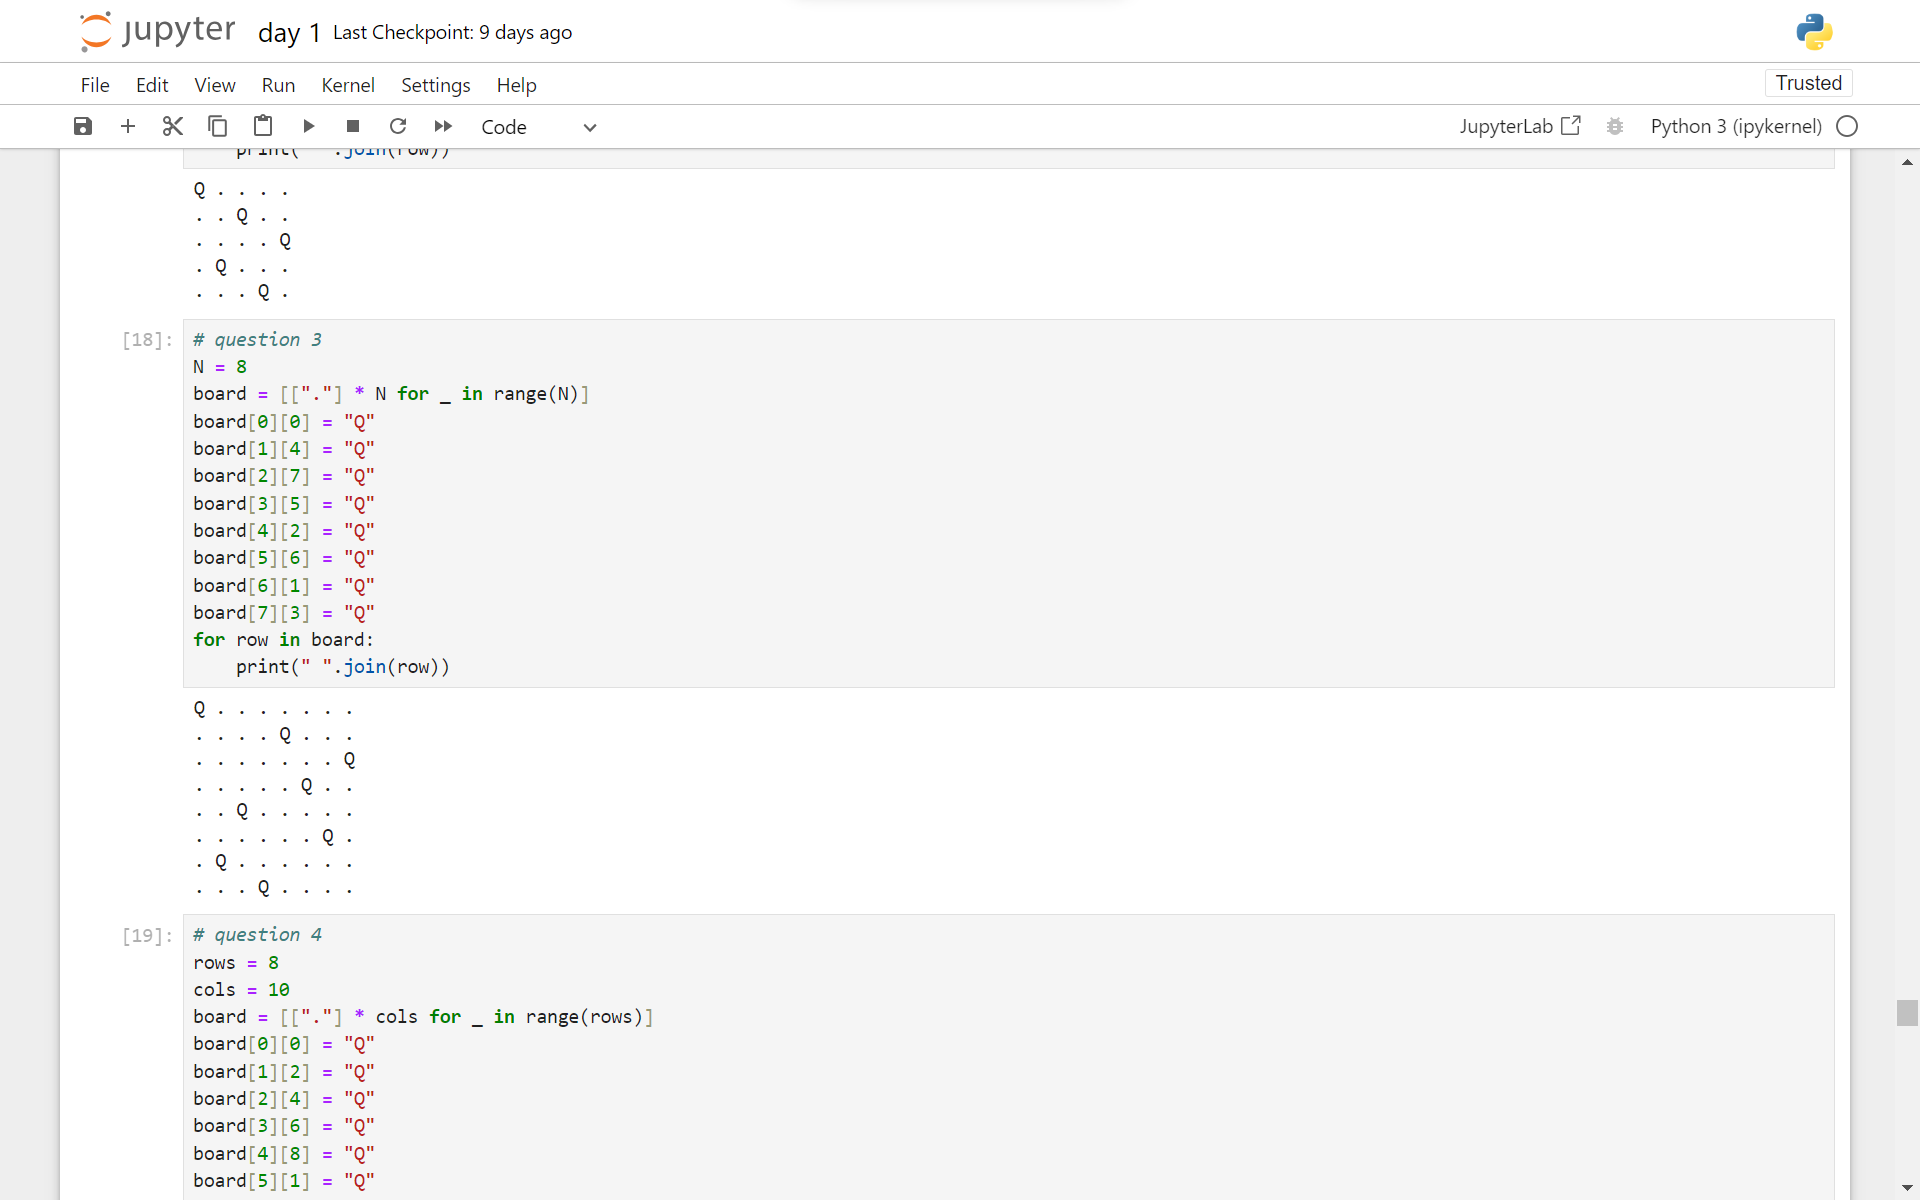 jupyter day 1 Last Checkpoint: 9 days ago
File Edit View Run Kernel Settings Help Trusted
Code JupyterLab Python 3 (ipykernel)
    print(" ".join(row))
Q . . . .
. . Q . .
. . . . Q
. Q . . .
. . . Q .
[18]: # question 3
N = 8
board = [["."] * N for _ in range(N)]
board[0][0] = "Q"
board[1][4] = "Q"
board[2][7] = "Q"
board[3][5] = "Q"
board[4][2] = "Q"
board[5][6] = "Q"
board[6][1] = "Q"
board[7][3] = "Q"
for row in board:
    print(" ".join(row))
Q . . . . . . .
. . . . Q . . .
. . . . . . . Q
. . . . . Q . .
. . Q . . . . .
. . . . . . Q .
. Q . . . . . .
. . . Q . . . .
[19]: # question 4
rows = 8
cols = 10
board = [["."] * cols for _ in range(rows)]
board[0][0] = "Q"
board[1][2] = "Q"
board[2][4] = "Q"
board[3][6] = "Q"
board[4][8] = "Q"
board[5][1] = "Q"